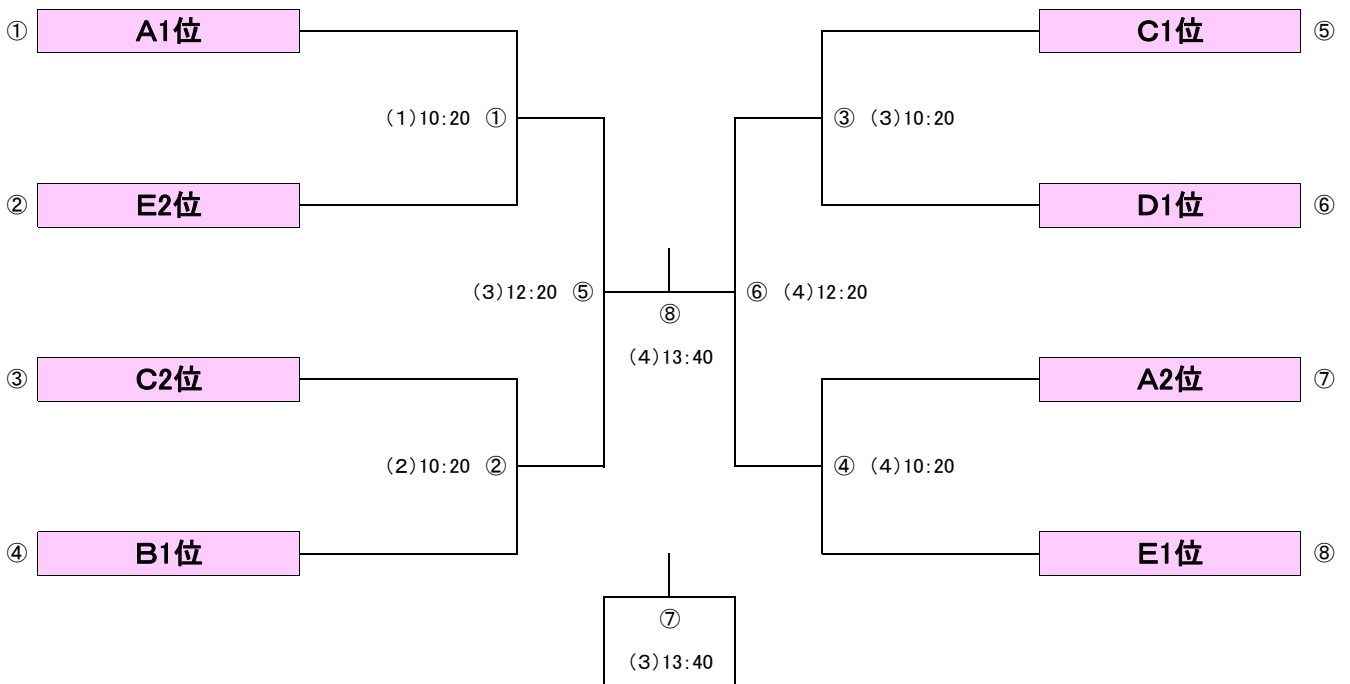 ① A1位 C1位 ⑤
(1)10:20 ① ③ (3)10:20
② E2位 D1位 ⑥
(3)12:20 ⑤ ⑥ (4)12:20
⑧
(4)13:40
③ C2位 A2位 ⑦
(2)10:20 ② ④ (4)10:20
④ B1位 E1位 ⑧
⑦
(3)13:40